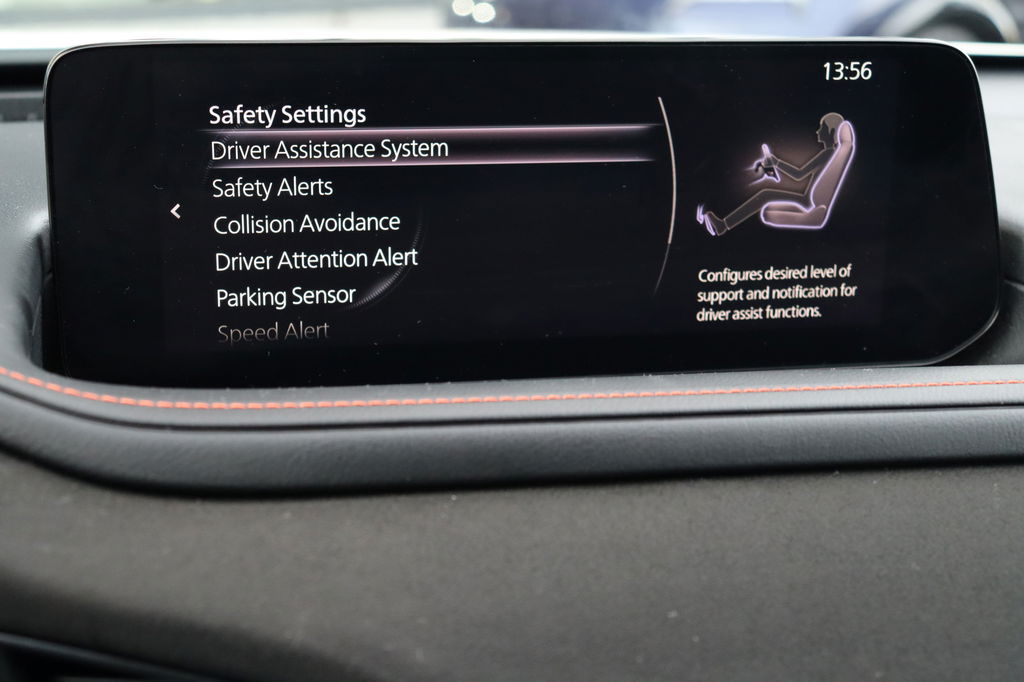 13:56
Safety Settings
Driver Assistance System
Safety Alerts
Collision Avoidance
Driver Attention Alert
Parking Sensor
Speed Alert
Configures desired level of
support and notification for
driver assist functions.